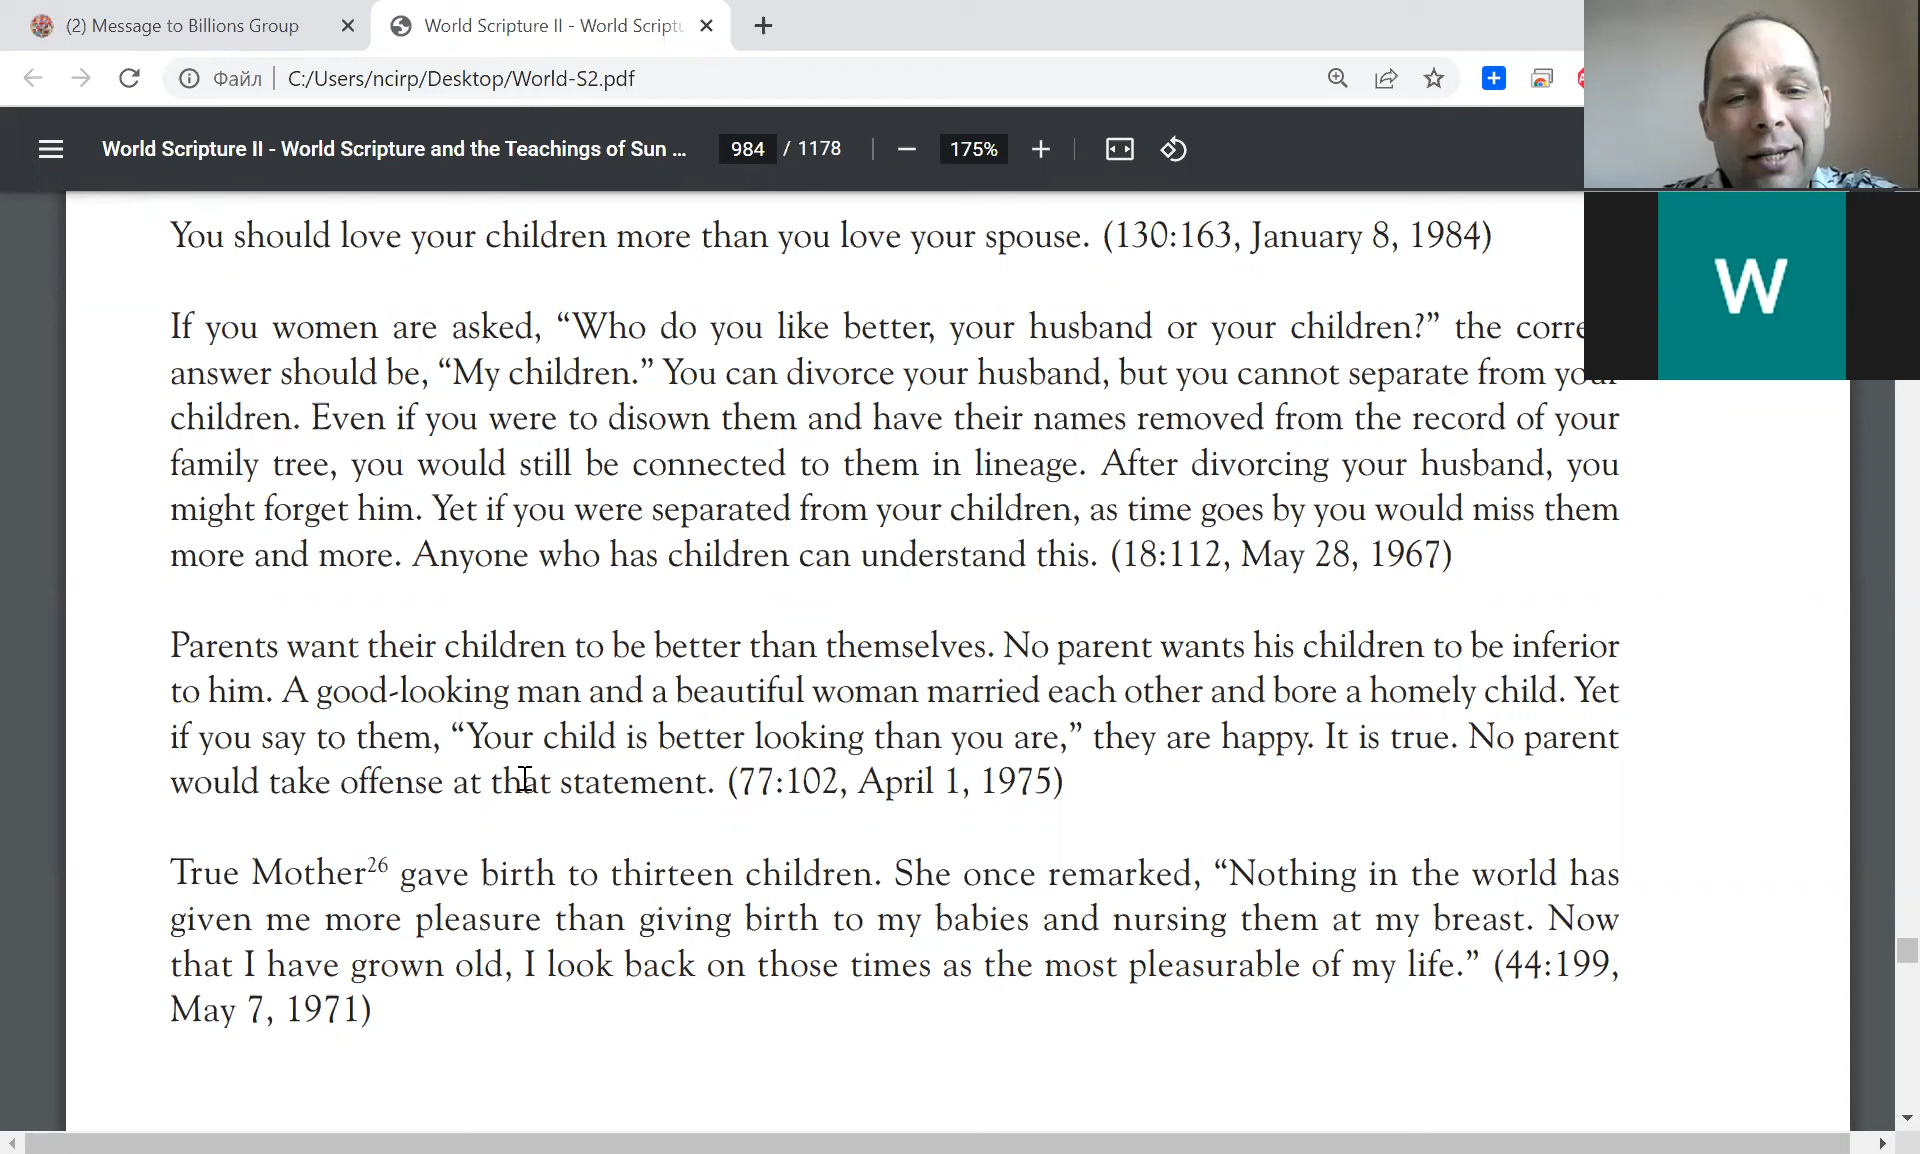 (2) Message to Billions Group
World Scripture II - World Script
Файл
C:/Users/ncirp/Desktop/World-S2.pdf
World Scripture II - World Scripture and the Teachings of Sun ...
984 / 1178
175%
You should love your children more than you love your spouse. (130:163, January 8, 1984)
If you women are asked, “Who do you like better, your husband or your children?” the corre
answer should be, “My children.” You can divorce your husband, but you cannot separate from your
children. Even if you were to disown them and have their names removed from the record of your
family tree, you would still be connected to them in lineage. After divorcing your husband, you
might forget him. Yet if you were separated from your children, as time goes by you would miss them
more and more. Anyone who has children can understand this. (18:112, May 28, 1967)
Parents want their children to be better than themselves. No parent wants his children to be inferior
to him. A good-looking man and a beautiful woman married each other and bore a homely child. Yet
if you say to them, “Your child is better looking than you are,” they are happy. It is true. No parent
would take offense at that statement. (77:102, April 1, 1975)
True Mother26 gave birth to thirteen children. She once remarked, “Nothing in the world has
given me more pleasure than giving birth to my babies and nursing them at my breast. Now
that I have grown old, I look back on those times as the most pleasurable of my life.” (44:199,
May 7, 1971)
W